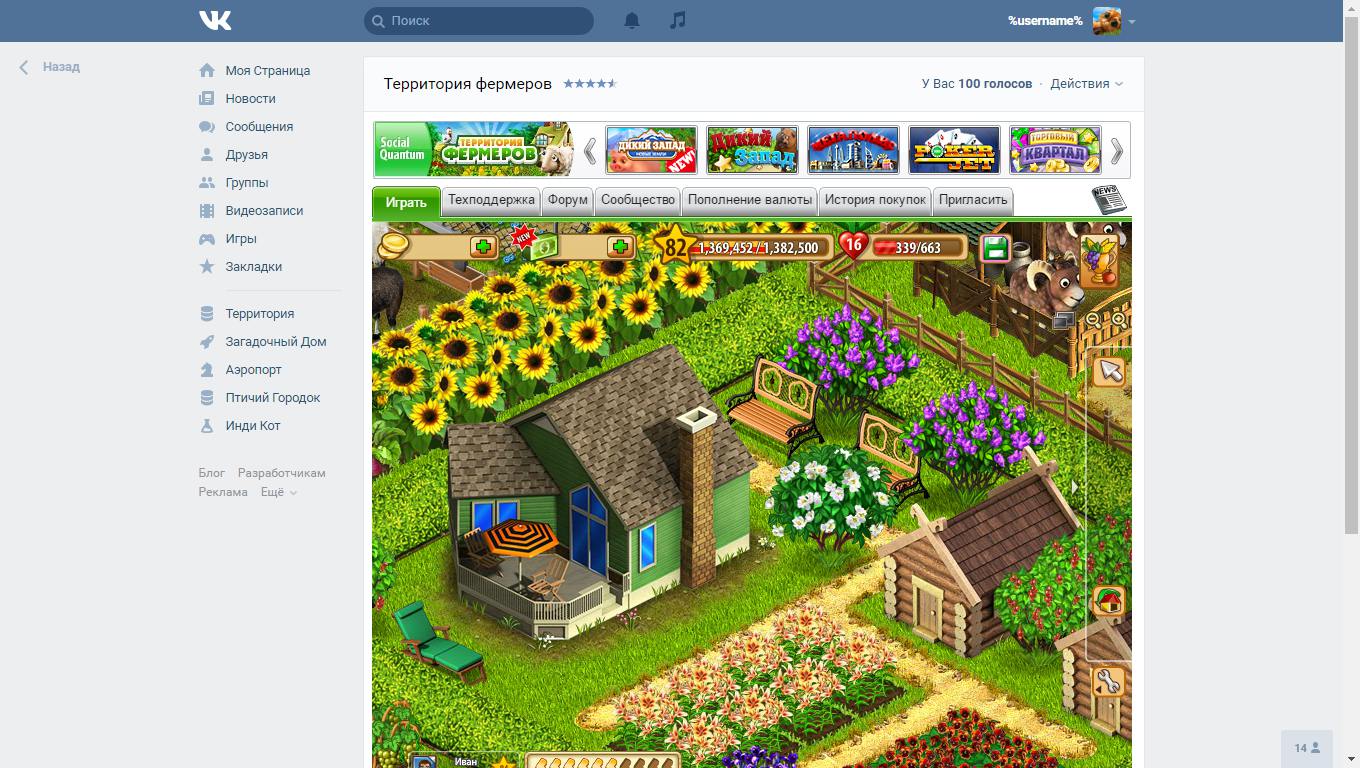 Поиск
%username%
Назад
Моя Страница
Новости
Сообщения
Друзья
Группы
Видеозаписи
Игры
Закладки
Территория
Загадочный Дом
Аэропорт
Птичий Городок
Инди Кот
Блог Разработчикам
Реклама Ещё
Территория фермеров
У Вас 100 голосов · Действия
Social Quantum
ТЕРРИТОРИЯ ФЕРМЕРОВ
ДИКИЙ ЗАПАД
НОВЫЕ ЗЕМЛИ
NEW!
Дикий Запад
МЕГАПОЛИС
POKER JET
ТОРГОВЫЙ КВАРТАЛ
Играть Техподдержка Форум Сообщество Пополнение валюты История покупок Пригласить
NEWS
NEW
82 1,369,452 / 1,382,500 16 339/663
Иван
14